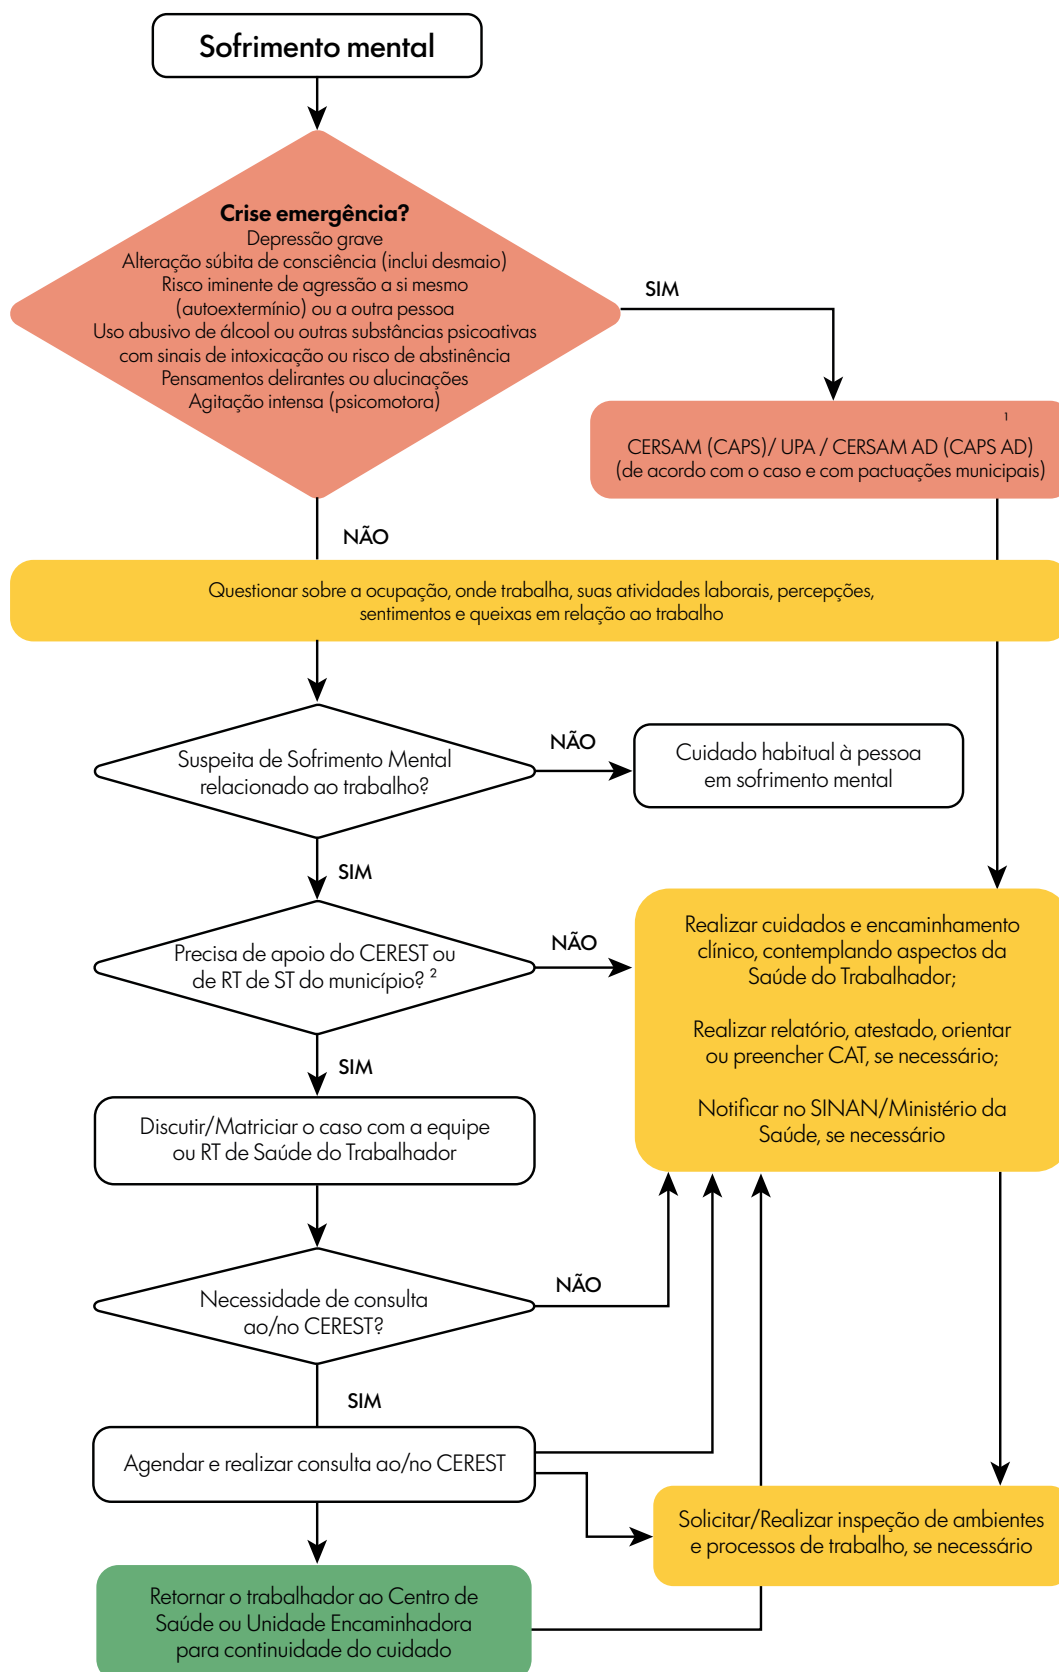 Sofrimento mental
Crise emergência?
Depressão grave
Alteração súbita de consciência (inclui desmaio)
Risco iminente de agressão a si mesmo
(autoextermínio) ou a outra pessoa
Uso abusivo de álcool ou outras substâncias psicoativas
com sinais de intoxicação ou risco de abstinência
Pensamentos delirantes ou alucinações
Agitação intensa (psicomotora)
SIM
1
CERSAM (CAPS)/ UPA / CERSAM AD (CAPS AD)
(de acordo com o caso e com pactuações municipais)
NÃO
Questionar sobre a ocupação, onde trabalha, suas atividades laborais, percepções,
sentimentos e queixas em relação ao trabalho
Suspeita de Sofrimento Mental
relacionado ao trabalho?
NÃO
Cuidado habitual à pessoa
em sofrimento mental
SIM
Precisa de apoio do CEREST ou
de RT de ST do município? ²
NÃO
Realizar cuidados e encaminhamento
clínico, contemplando aspectos da
Saúde do Trabalhador;
Realizar relatório, atestado, orientar
ou preencher CAT, se necessário;
Notificar no SINAN/Ministério da
Saúde, se necessário
SIM
Discutir/Matriciar o caso com a equipe
ou RT de Saúde do Trabalhador
Necessidade de consulta
ao/no CEREST?
NÃO
SIM
Agendar e realizar consulta ao/no CEREST
Solicitar/Realizar inspeção de ambientes
e processos de trabalho, se necessário
Retornar o trabalhador ao Centro de
Saúde ou Unidade Encaminhadora
para continuidade do cuidado